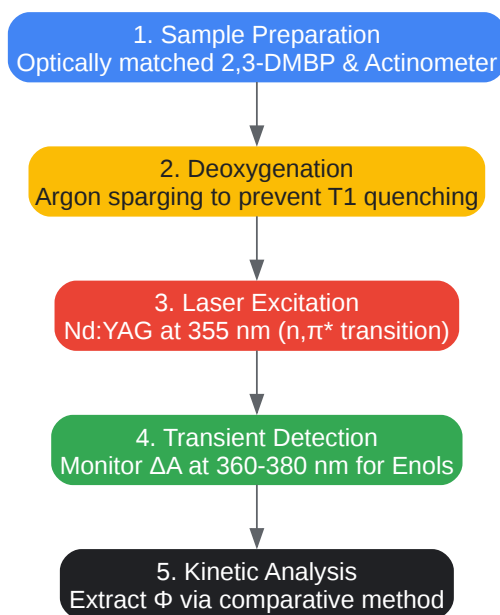 1. Sample Preparation
Optically matched 2,3-DMBP & Actinometer
2. Deoxygenation
Argon sparging to prevent T1 quenching
3. Laser Excitation
Nd:YAG at 355 nm (n,π* transition)
4. Transient Detection
Monitor ΔA at 360-380 nm for Enols
5. Kinetic Analysis
Extract Φ via comparative method